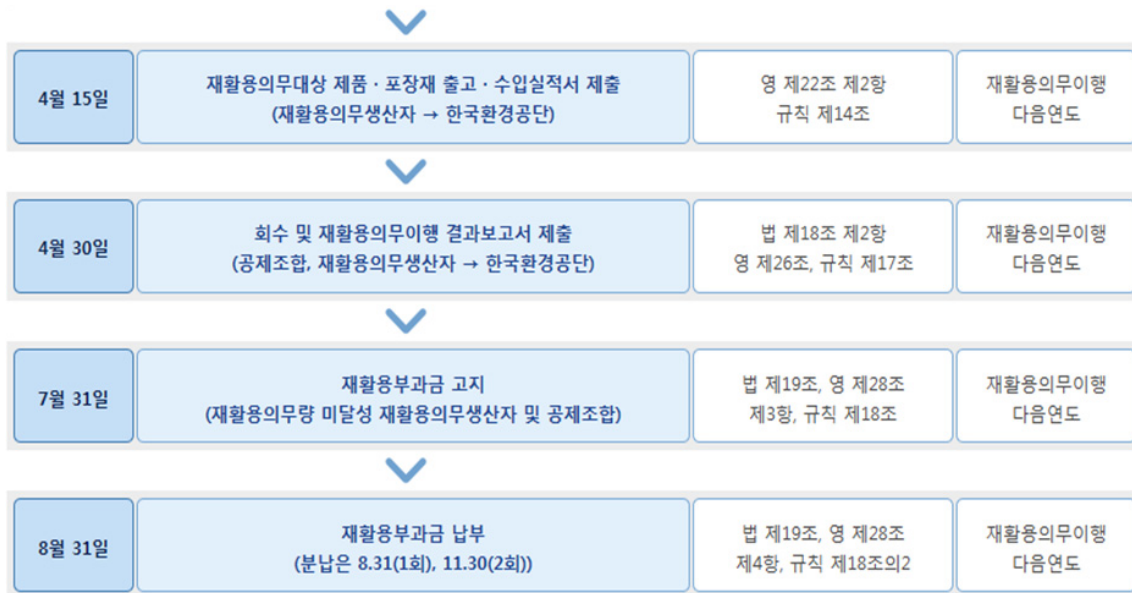 4월 15일
재활용의무대상 제품 · 포장재 출고 · 수입실적서 제출
(재활용의무생산자 → 한국환경공단)
영 제22조 제2항
규칙 제14조
재활용의무이행
다음연도
4월 30일
회수 및 재활용의무이행 결과보고서 제출
(공제조합, 재활용의무생산자 → 한국환경공단)
법 제18조 제2항
영 제26조, 규칙 제17조
재활용의무이행
다음연도
7월 31일
재활용부과금 고지
(재활용의무량 미달성 재활용의무생산자 및 공제조합)
법 제19조, 영 제28조
제3항, 규칙 제18조
재활용의무이행
다음연도
8월 31일
재활용부과금 납부
(분납은 8.31(1회), 11.30(2회))
법 제19조, 영 제28조
제4항, 규칙 제18조의2
재활용의무이행
다음연도